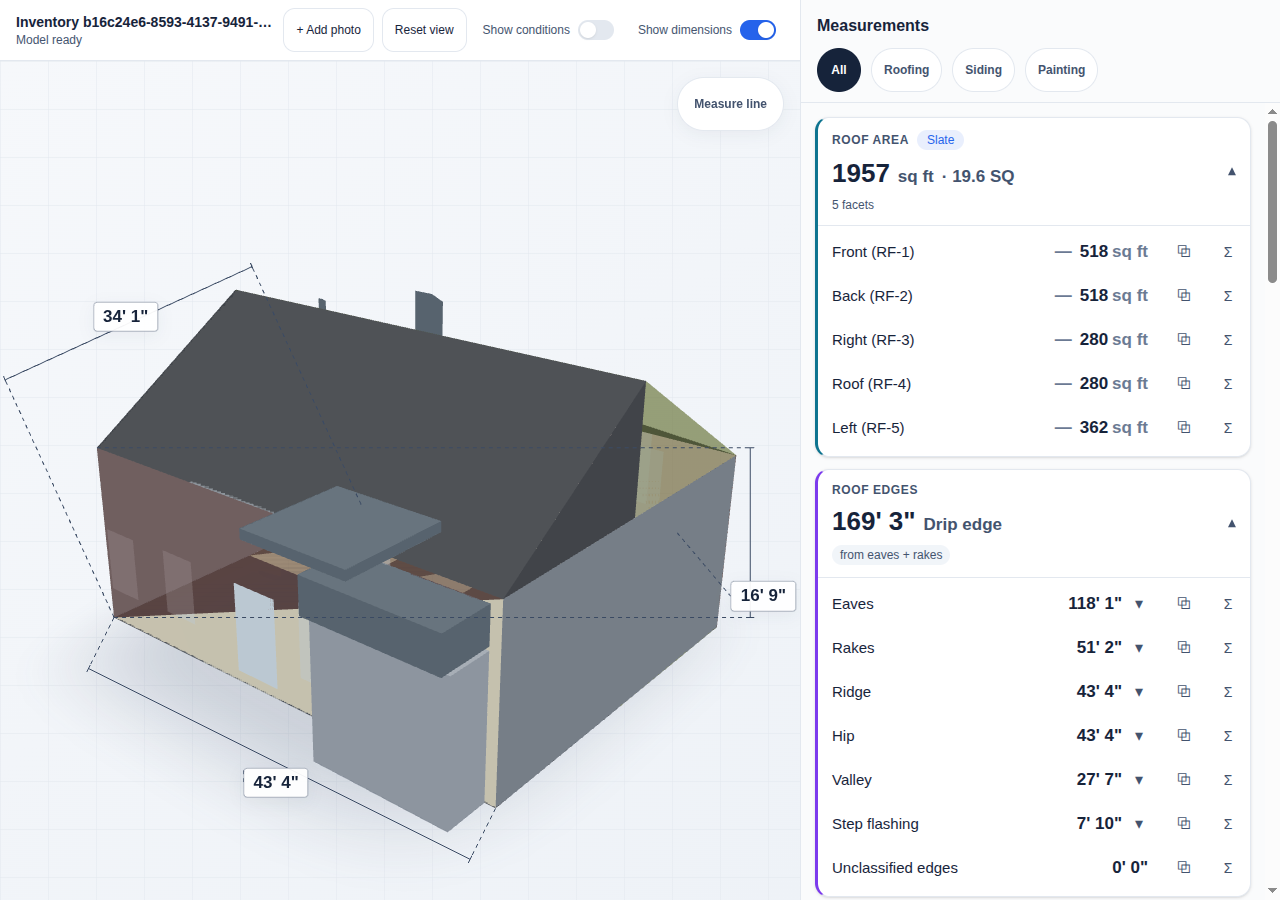 Inventory b16c24e6-8593-4137-9491-…
Model ready
+ Add photo
Reset view
Show conditions
Show dimensions
Measure line
34' 1"
16' 9"
43' 4"
Measurements
All
Roofing
Siding
Painting
ROOF AREA Slate
1957 sq ft · 19.6 SQ
▲
5 facets
Front (RF-1) — 518 sq ft Σ
Back (RF-2) — 518 sq ft Σ
Right (RF-3) — 280 sq ft Σ
Roof (RF-4) — 280 sq ft Σ
Left (RF-5) — 362 sq ft Σ
ROOF EDGES
169' 3" Drip edge
▲
from eaves + rakes
Eaves 118' 1" ▼ Σ
Rakes 51' 2" ▼ Σ
Ridge 43' 4" ▼ Σ
Hip 43' 4" ▼ Σ
Valley 27' 7" ▼ Σ
Step flashing 7' 10" ▼ Σ
Unclassified edges 0' 0" Σ